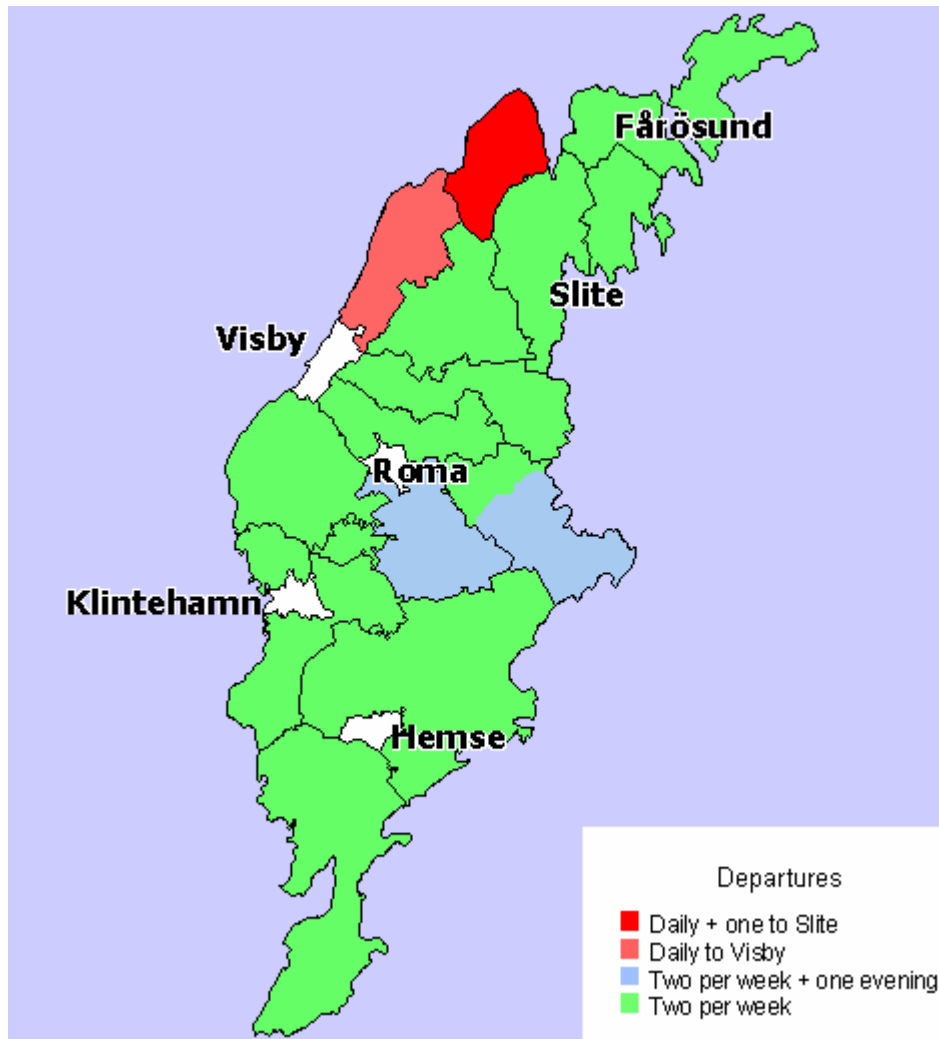 Fårösund
Slite
Visby
Roma
Klintehamn
Hemse
Departures
Daily + one to Slite
Daily to Visby
Two per week + one evening
Two per week